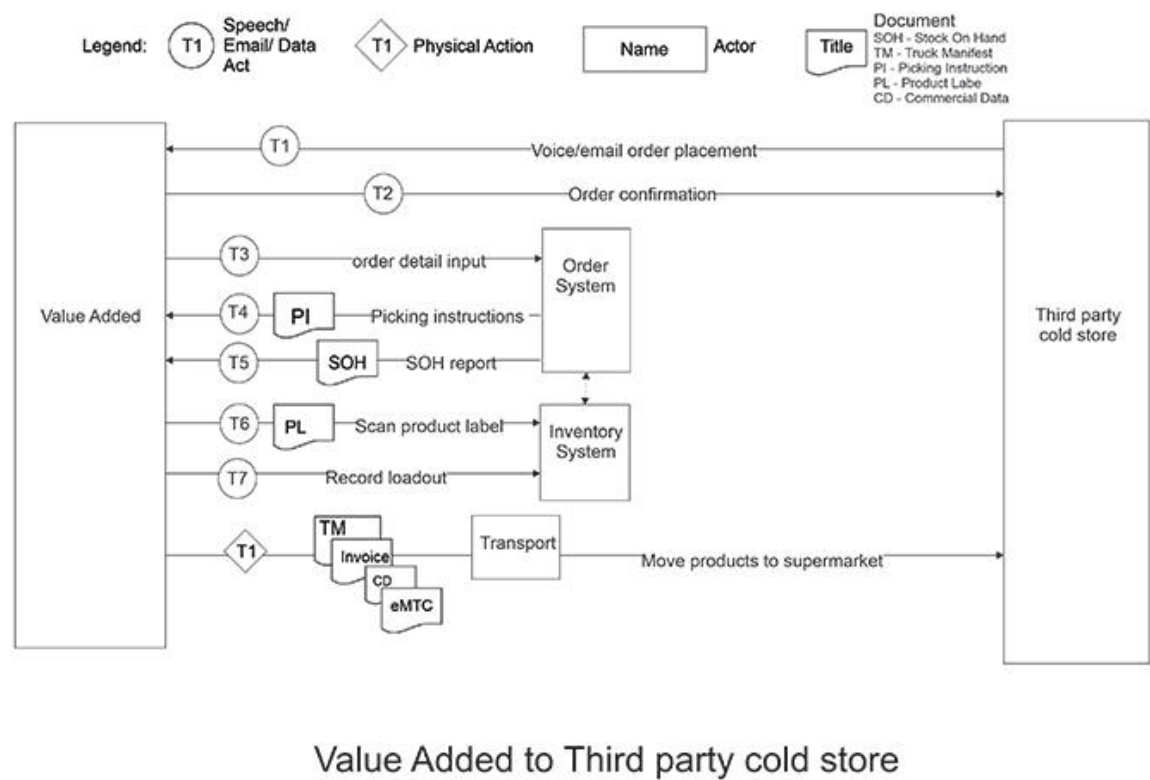 Legend:
T1
Speech/
Email/ Data
Act
T1
Physical Action
Name
Actor
Title
Document
SOH - Stock On Hand
TM - Truck Manifest
PI - Picking Instruction
PL - Product Labe
CD - Commercial Data
Value Added
Third party
cold store
T1
Voice/email order placement
T2
Order confirmation
T3
order detail input
Order
System
T4
PI
Picking instructions
T5
SOH
SOH report
T6
PL
Scan product label
Inventory
System
T7
Record loadout
T1
TM
Invoice
CD
eMTC
Transport
Move products to supermarket
Value Added to Third party cold store